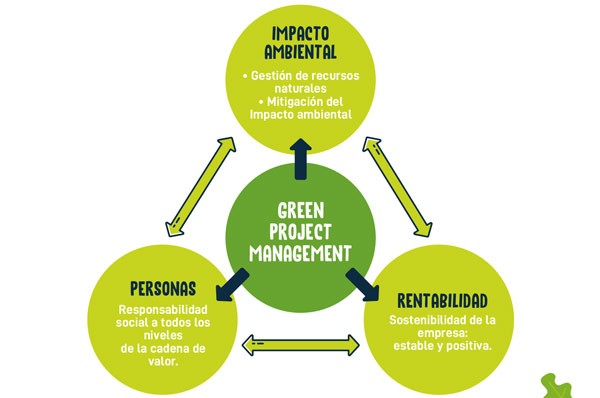 IMPACTO
AMBIENTAL
• Gestión de recursos
naturales
• Mitigación del
Impacto ambiental
GREEN
PROJECT
MANAGEMENT
PERSONAS
Responsabilidad
social a todos los
niveles
de la cadena de
valor.
RENTABILIDAD
Sostenibilidad de la
empresa:
estable y positiva.